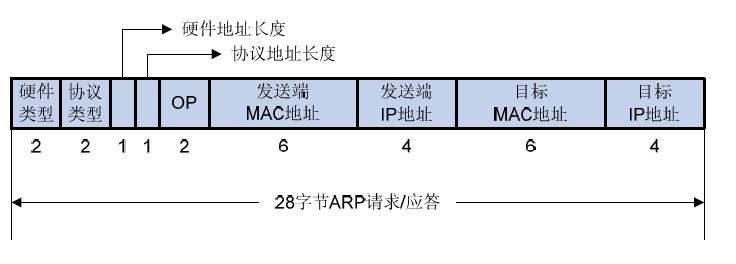 硬件地址长度
协议地址长度
硬件
类型
协议
类型
OP
发送端
MAC地址
发送端
IP地址
目标
MAC地址
目标
IP地址
2 2 1 1 2 6 4 6 4
28字节ARP请求/应答